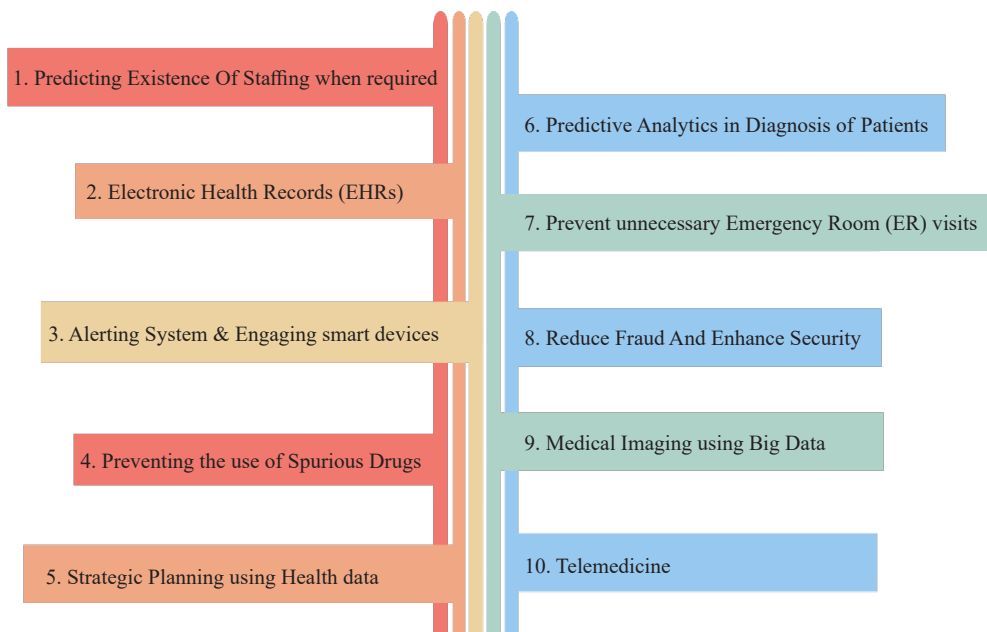 1. Predicting Existence Of Staffing when required
2. Electronic Health Records (EHRs)
3. Alerting System & Engaging smart devices
4. Preventing the use of Spurious Drugs
5. Strategic Planning using Health data
6. Predictive Analytics in Diagnosis of Patients
7. Prevent unnecessary Emergency Room (ER) visits
8. Reduce Fraud And Enhance Security
9. Medical Imaging using Big Data
10. Telemedicine